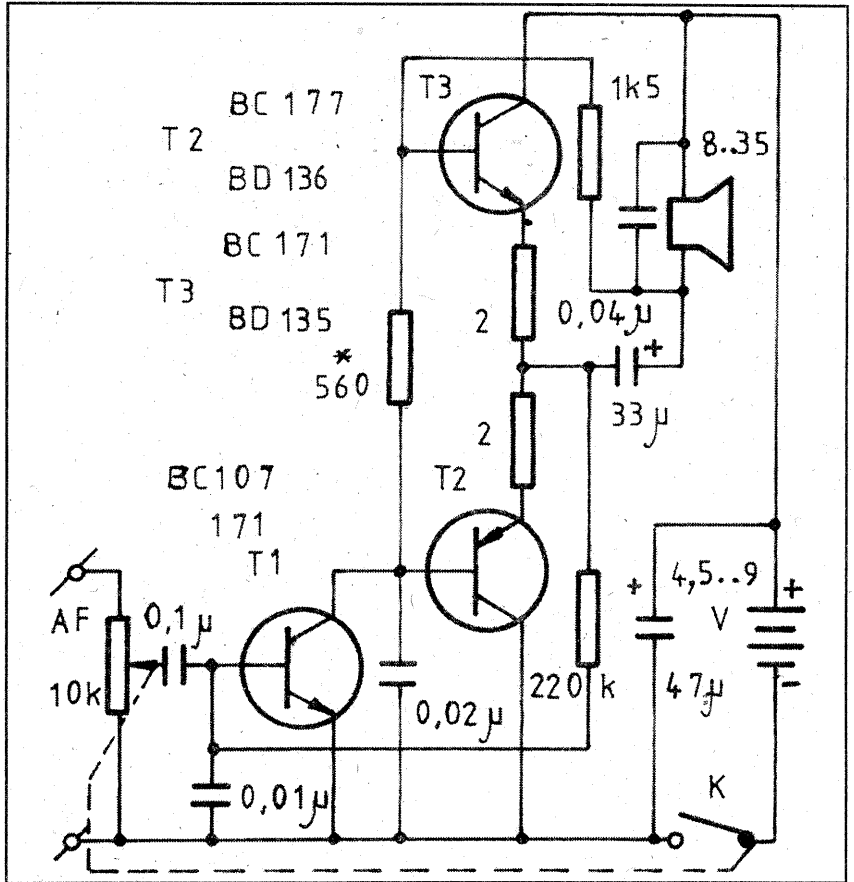 T3
1k5
BC 177
T2
8..35
BD 136
BC 171
T3
BD 135
2
0,04µ
*
560
+
33µ
2
BC107
T2
171
T1
+
4,5..9
+
AF
0,1µ
V
10k
220k
47µ
-
0,02µ
0,01µ
K